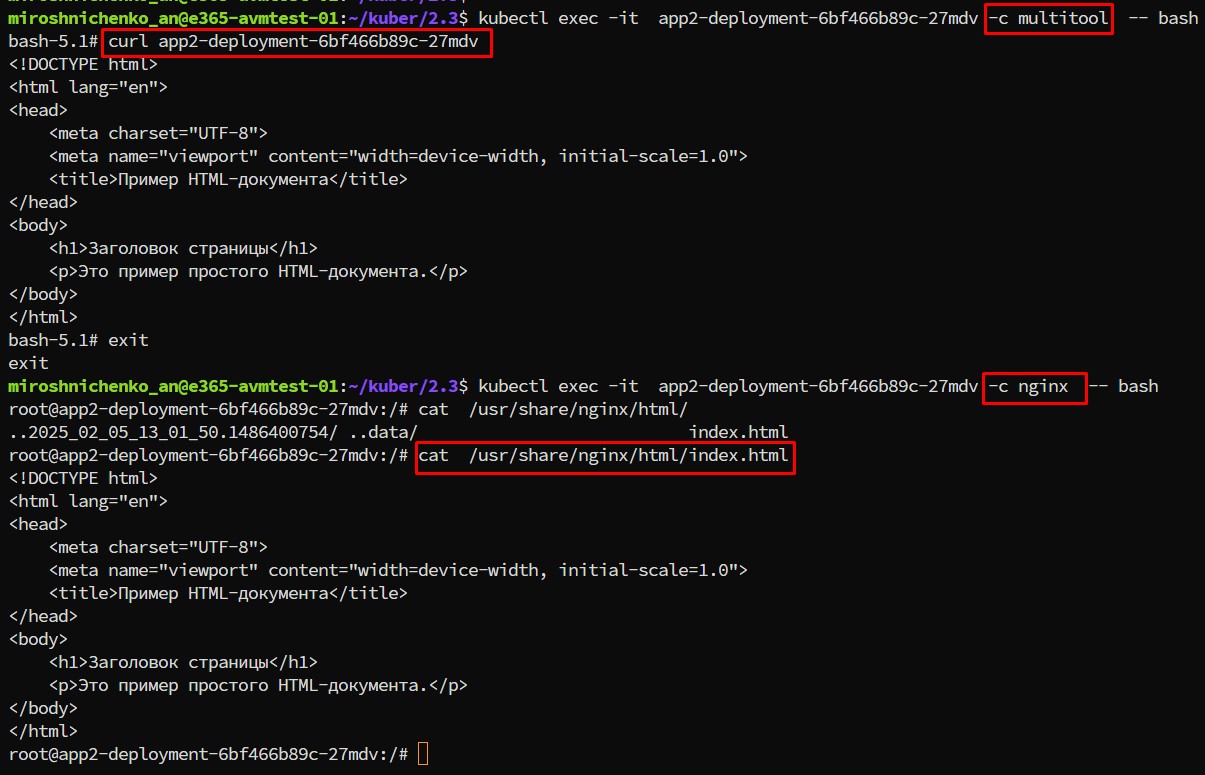 miroshnichenko_an@e365-avmtest-01:~/kuber/2.3$ kubectl exec -it  app2-deployment-6bf466b89c-27mdv -c multitool  -- bash
bash-5.1# curl app2-deployment-6bf466b89c-27mdv
<!DOCTYPE html>
<html lang="en">
<head>
    <meta charset="UTF-8">
    <meta name="viewport" content="width=device-width, initial-scale=1.0">
    <title>Пример HTML-документа</title>
</head>
<body>
    <h1>Заголовок страницы</h1>
    <p>Это пример простого HTML-документа.</p>
</body>
</html>
bash-5.1# exit
exit
miroshnichenko_an@e365-avmtest-01:~/kuber/2.3$ kubectl exec -it  app2-deployment-6bf466b89c-27mdv -c nginx  -- bash
root@app2-deployment-6bf466b89c-27mdv:/# cat  /usr/share/nginx/html/
..2025_02_05_13_01_50.1486400754/ ..data/                           index.html
root@app2-deployment-6bf466b89c-27mdv:/# cat  /usr/share/nginx/html/index.html
<!DOCTYPE html>
<html lang="en">
<head>
    <meta charset="UTF-8">
    <meta name="viewport" content="width=device-width, initial-scale=1.0">
    <title>Пример HTML-документа</title>
</head>
<body>
    <h1>Заголовок страницы</h1>
    <p>Это пример простого HTML-документа.</p>
</body>
</html>
root@app2-deployment-6bf466b89c-27mdv:/#